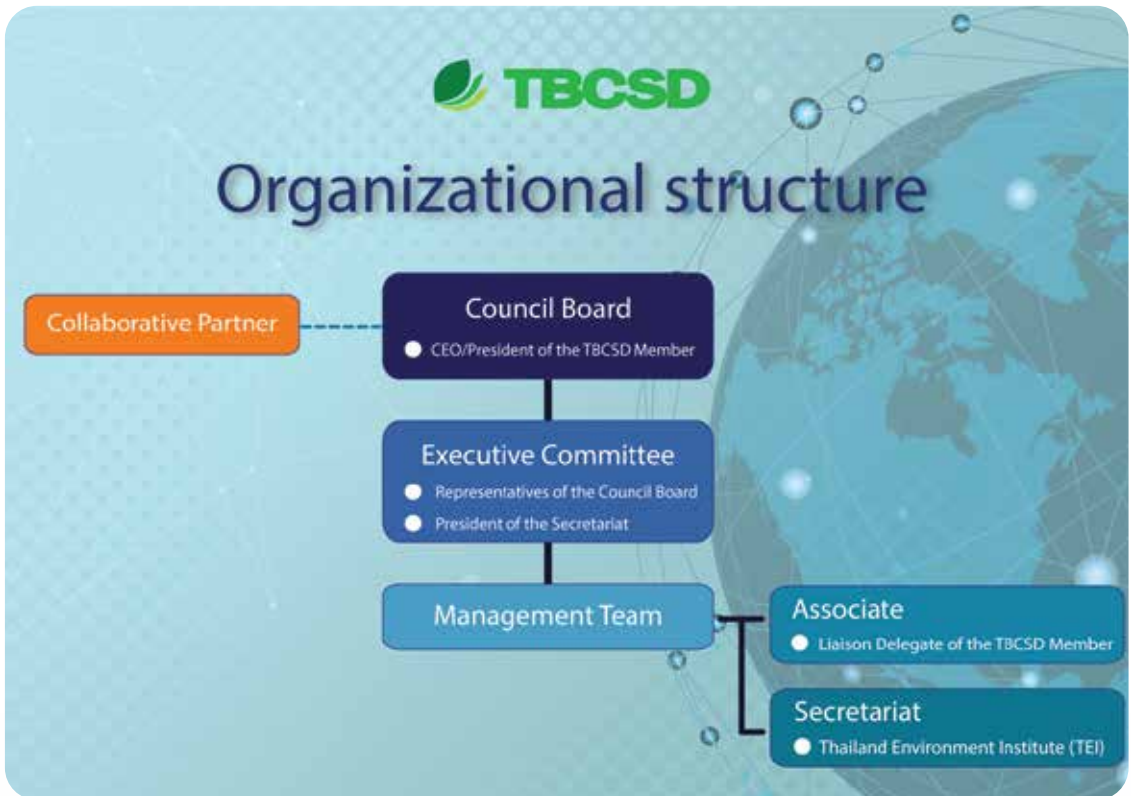 TBCSD
Organizational structure
Collaborative Partner
Council Board
CEO/President of the TBCSD Member
Executive Committee
Representatives of the Council Board
President of the Secretariat
Management Team
Associate
Liaison Delegate of the TBCSD Member
Secretariat
Thailand Environment Institute (TEI)